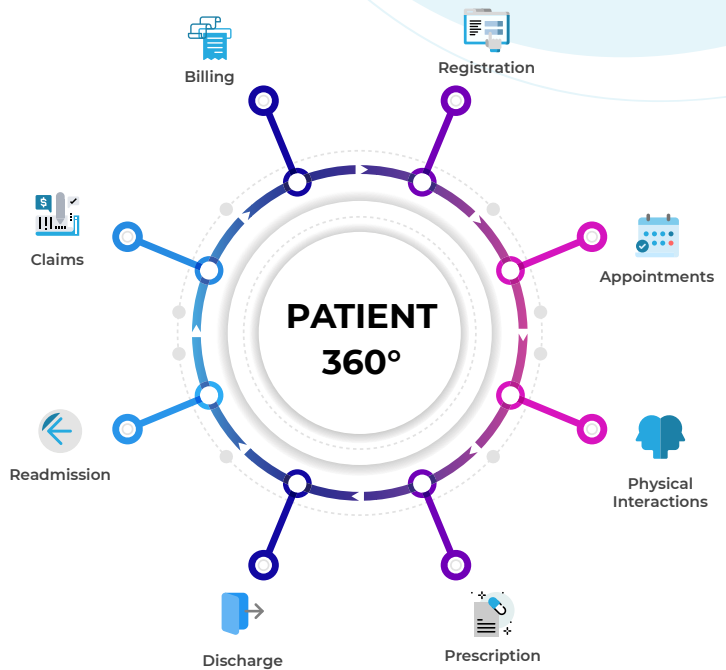 Billing
Registration
Claims
Appointments
PATIENT
360°
Readmission
Physical
Interactions
Discharge
Prescription